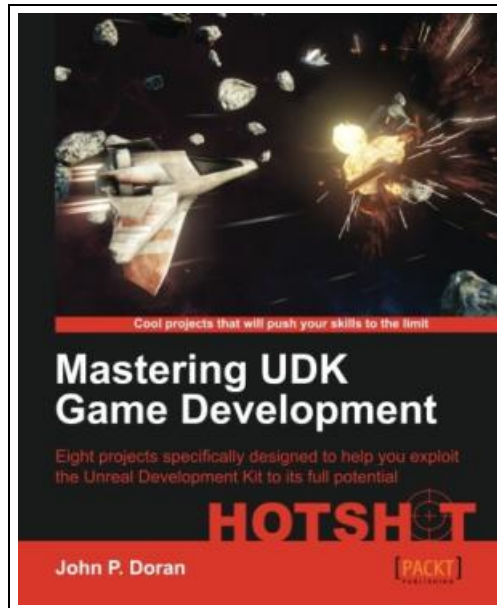 Cool projects that will push your skills to the limit
Mastering UDK
Game Development
Eight projects specifically designed to help you exploit
the Unreal Development Kit to its full potential
HOTSHOT
John P. Doran
[PACKT]
PUBLISHING